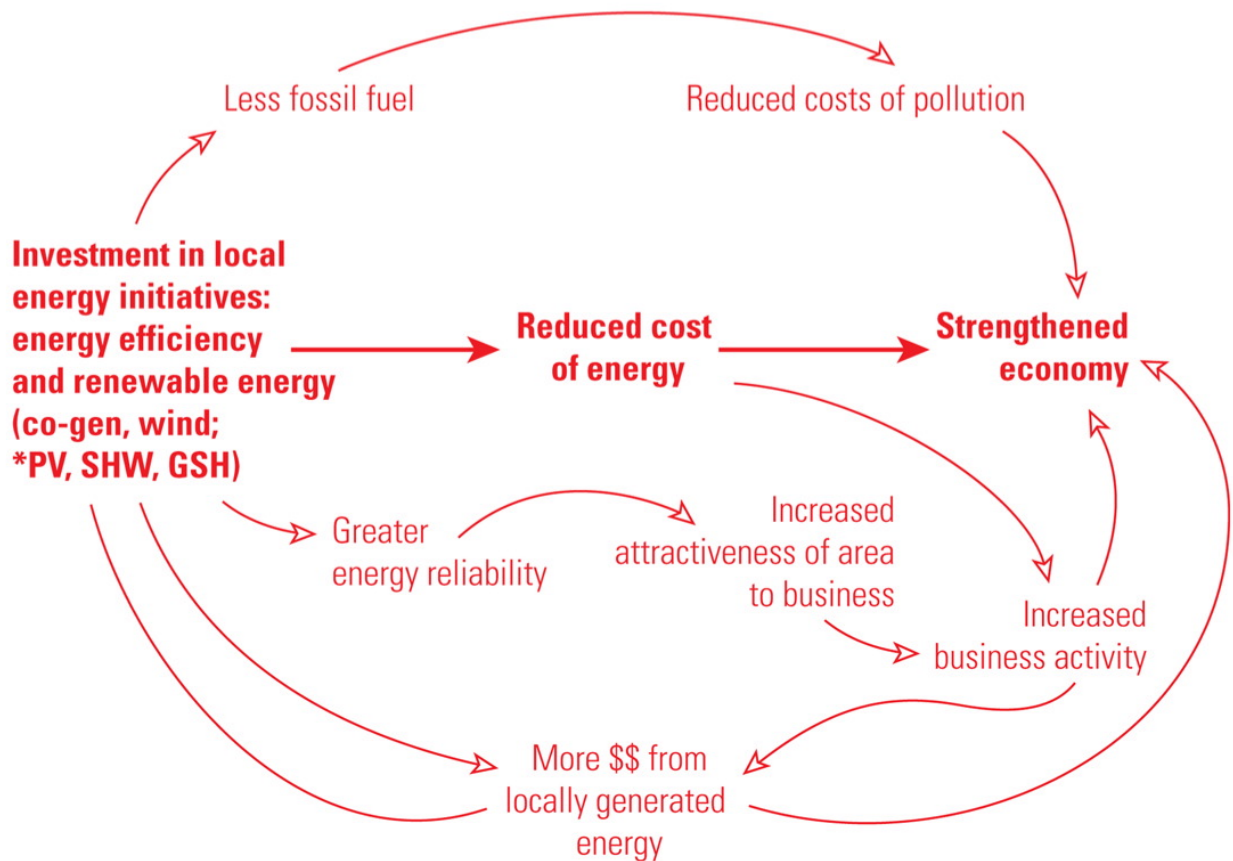 Less fossil fuel
Reduced costs of pollution
Investment in local
energy initiatives:
energy efficiency
and renewable energy
(co-gen, wind;
*PV, SHW, GSH)
Reduced cost
of energy
Strengthened
economy
Greater
energy reliability
Increased
attractiveness of area
to business
Increased
business activity
More $$ from
locally generated
energy